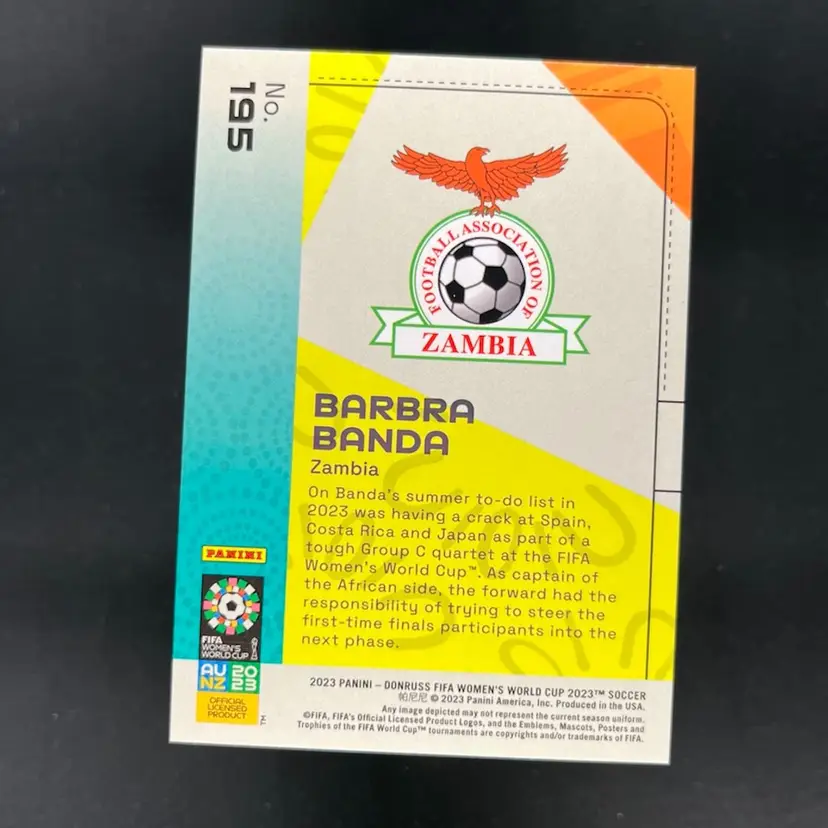 No.
195
FOOTBALL ASSOCIATION OF
ZAMBIA
BARBRA
BANDA
Zambia
On Banda's summer to-do list in
2023 was having a crack at Spain,
Costa Rica and Japan as part of a
tough Group C quartet at the FIFA
Women's World Cup™. As captain of
the African side, the forward had the
responsibility of trying to steer the
first-time finals participants into the
next phase.
PANINI
FIFA
WOMEN'S
WORLD CUP
AU 20
NZ 23
OFFICIAL
LICENSED
PRODUCT
2023 PANINI – DONRUSS FIFA WOMEN'S WORLD CUP 2023™ SOCCER
帕尼尼 © 2023 Panini America, Inc. Produced in the USA.
Any image depicted may not represent the current season uniform.
©FIFA, FIFA's Official Licensed Product Logos, and the Emblems, Mascots, Posters and
Trophies of the FIFA World Cup™ tournaments are copyrights and/or trademarks of FIFA.